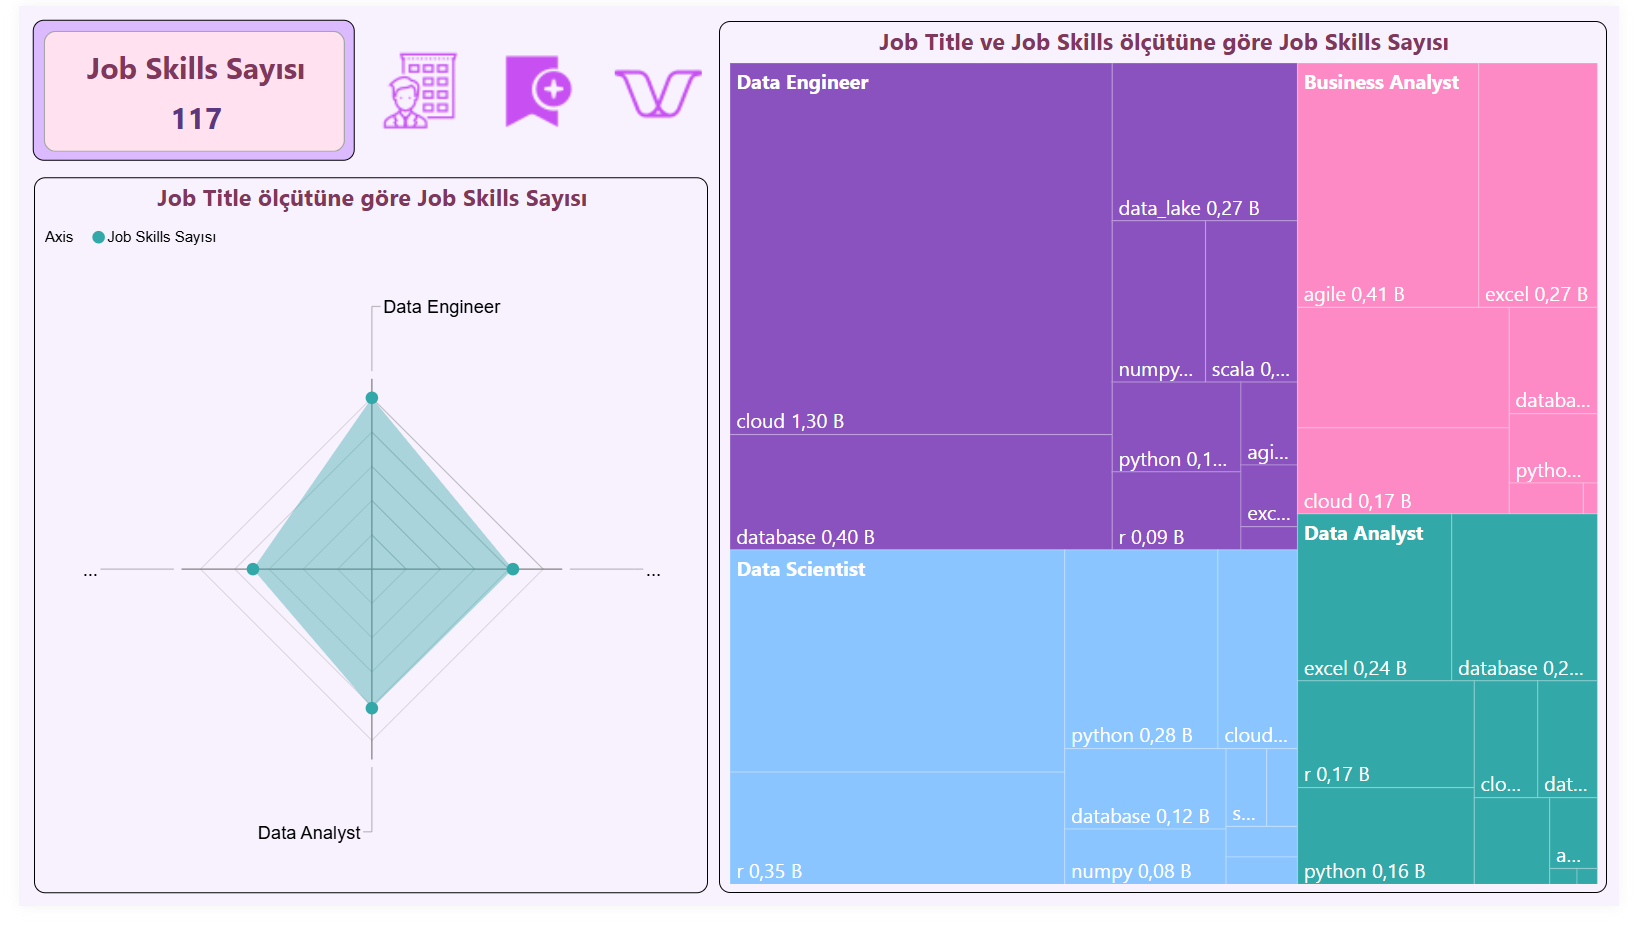 Job Skills Sayısı
117
Job Title ölçütüne göre Job Skills Sayısı
Axis
Job Skills Sayısı
Data Engineer
...
...
Data Analyst
Job Title ve Job Skills ölçütüne göre Job Skills Sayısı
Data Engineer
cloud 1,30 B
database 0,40 B
data_lake 0,27 B
numpy...
scala 0,...
python 0,1...
agi...
r 0,09 B
exc...
Business Analyst
agile 0,41 B
excel 0,27 B
databa...
pytho...
cloud 0,17 B
Data Scientist
r 0,35 B
python 0,28 B
cloud...
database 0,12 B
s...
numpy 0,08 B
Data Analyst
excel 0,24 B
database 0,2...
r 0,17 B
clo...
dat...
python 0,16 B
a...